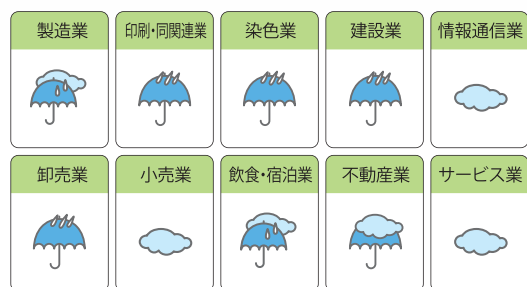 製造業
印刷・同関連業
染色業
建設業
情報通信業
卸売業
小売業
飲食・宿泊業
不動産業
サービス業